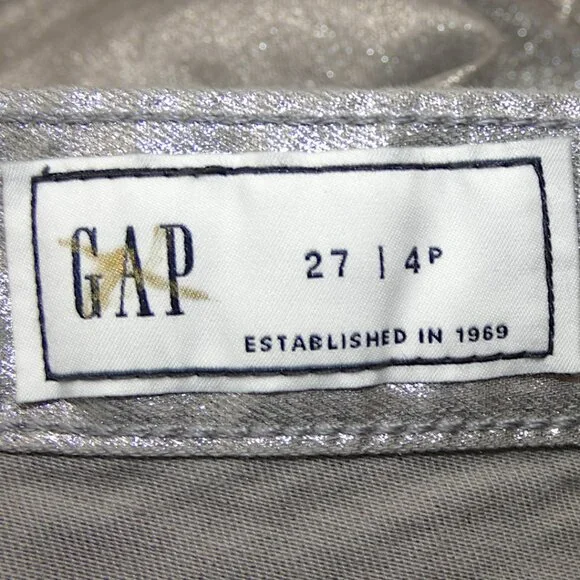 GAP
27 | 4P
ESTABLISHED IN 1969